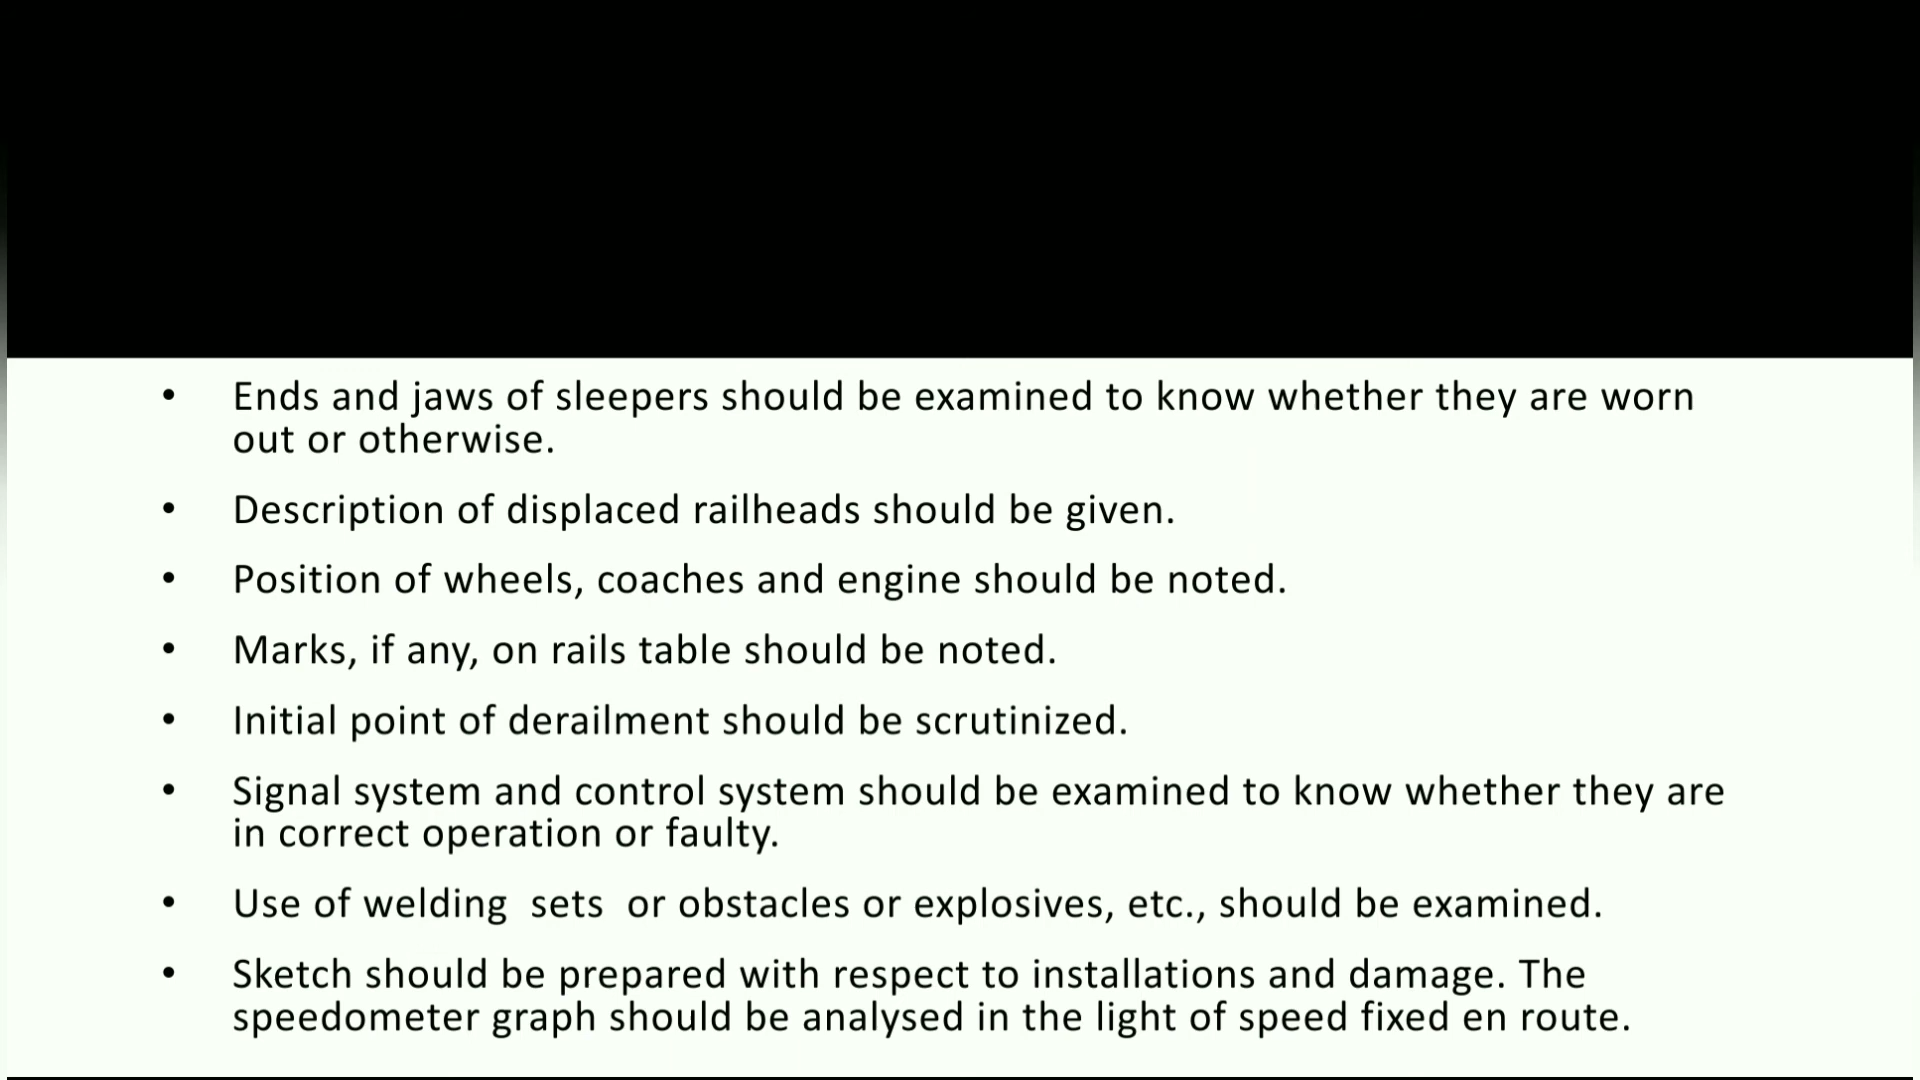 • Ends and jaws of sleepers should be examined to know whether they are worn
out or otherwise.
• Description of displaced railheads should be given.
• Position of wheels, coaches and engine should be noted.
• Marks, if any, on rails table should be noted.
• Initial point of derailment should be scrutinized.
• Signal system and control system should be examined to know whether they are
in correct operation or faulty.
• Use of welding  sets  or obstacles or explosives, etc., should be examined.
• Sketch should be prepared with respect to installations and damage. The
speedometer graph should be analysed in the light of speed fixed en route.